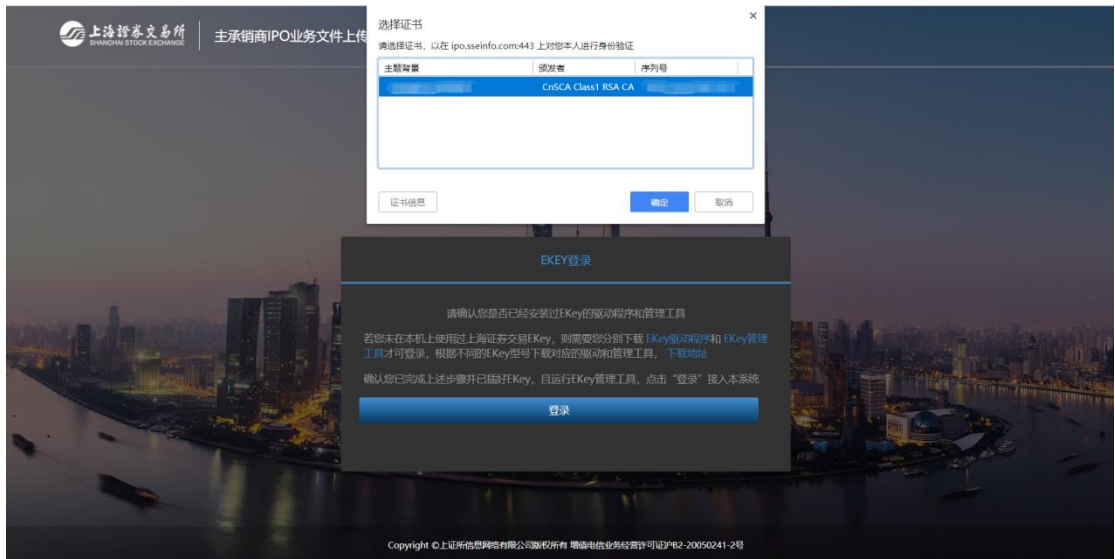 上海證券交易所
SHANGHAI STOCK EXCHANGE
主承销商IPO业务文件上传
选择证书
请选择证书，以在 ipo.sseinfo.com:443 上对您本人进行身份验证
主题背景 颁发者 序列号
CnSCA Class1 RSA CA
证书信息 确定 取消
EKEY登录
请确认您是否已经安装过EKey的驱动程序和管理工具
若您未在本机上使用过上海证券交易EKey，则需要您分别下载 EKey驱动程序和 EKey管理
工具才可登录，根据不同的EKey型号下载对应的驱动和管理工具， 下载地址
确认您已完成上述步骤并已插好EKey，且运行EKey管理工具，点击“登录”接入本系统
登录
Copyright ©上证所信息网络有限公司版权所有 增值电信业务经营许可证沪B2-20050241-2号